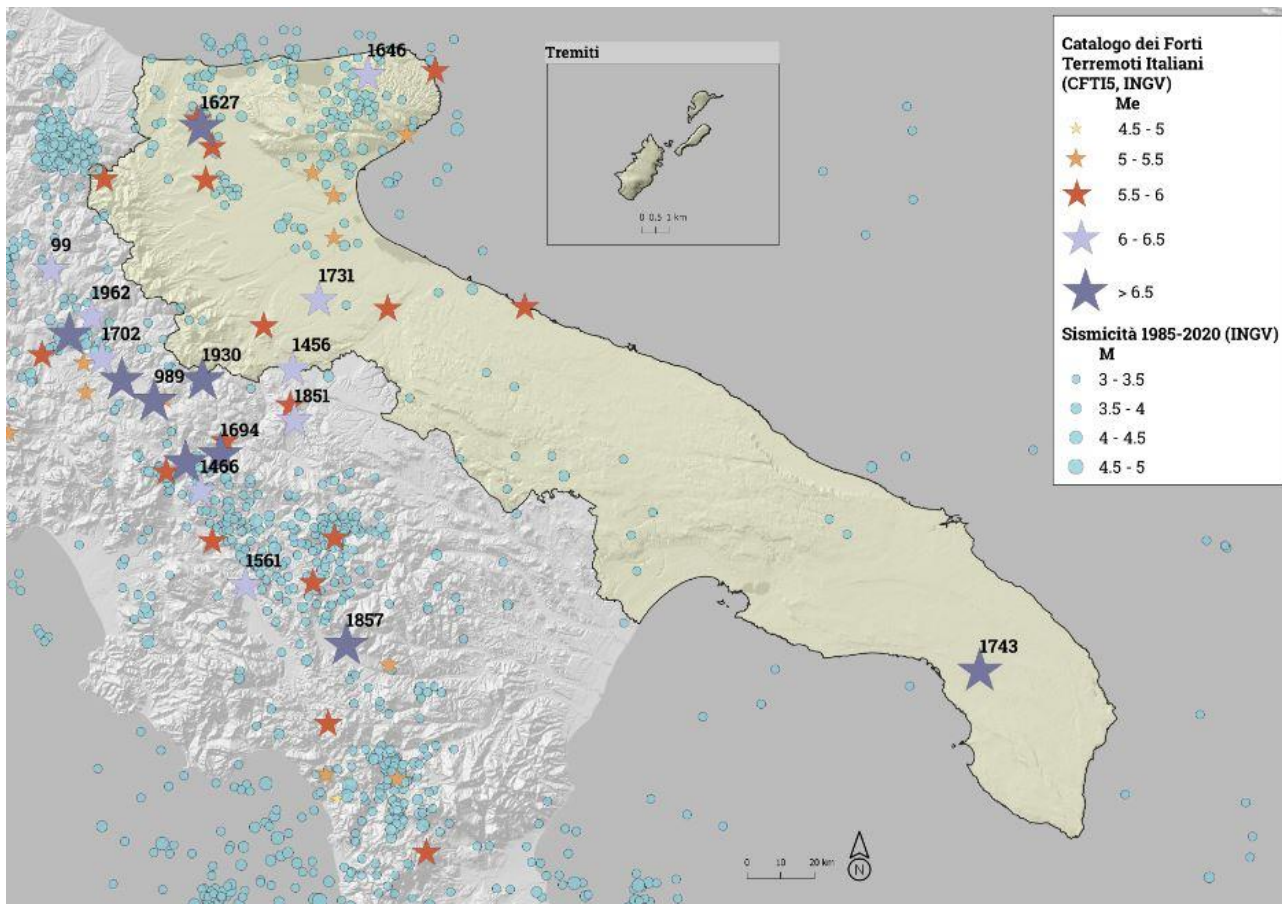 1646
Tremiti
0 0.5 1 km
1627
99
1731
1962
1702
1456
1930
989
1851
1694
1466
1561
1857
1743
0 10 20 km
N
Catalogo dei Forti
Terremoti Italiani
(CFTI5, INGV)
Me
4.5 - 5
5 - 5.5
5.5 - 6
6 - 6.5
> 6.5
Sismicità 1985-2020 (INGV)
M
3 - 3.5
3.5 - 4
4 - 4.5
4.5 - 5